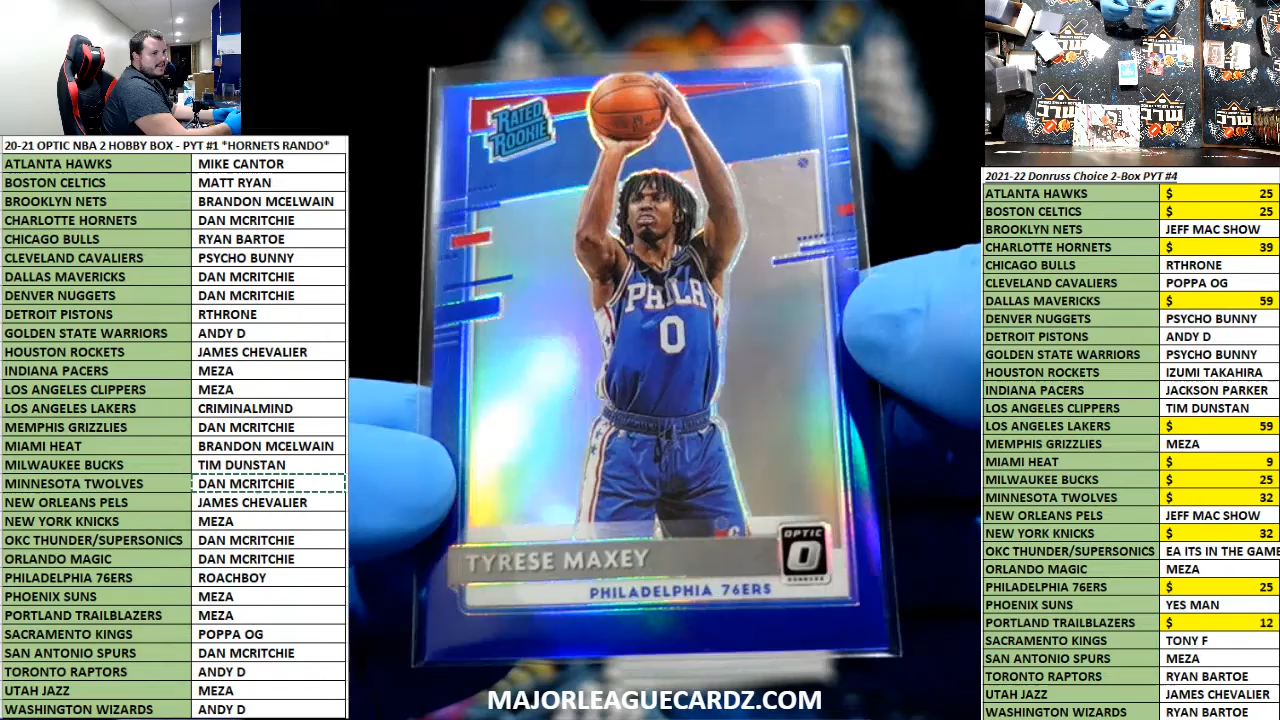 20-21 OPTIC NBA 2 HOBBY BOX - PYT #1 *HORNETS RANDO*
ATLANTA HAWKS MIKE CANTOR
BOSTON CELTICS MATT RYAN
BROOKLYN NETS BRANDON MCELWAIN
CHARLOTTE HORNETS DAN MCRITCHIE
CHICAGO BULLS RYAN BARTOE
CLEVELAND CAVALIERS PSYCHO BUNNY
DALLAS MAVERICKS DAN MCRITCHIE
DENVER NUGGETS DAN MCRITCHIE
DETROIT PISTONS RTHRONE
GOLDEN STATE WARRIORS ANDY D
HOUSTON ROCKETS JAMES CHEVALIER
INDIANA PACERS MEZA
LOS ANGELES CLIPPERS MEZA
LOS ANGELES LAKERS CRIMINALMIND
MEMPHIS GRIZZLIES DAN MCRITCHIE
MIAMI HEAT BRANDON MCELWAIN
MILWAUKEE BUCKS TIM DUNSTAN
MINNESOTA TWOLVES DAN MCRITCHIE
NEW ORLEANS PELS JAMES CHEVALIER
NEW YORK KNICKS MEZA
OKC THUNDER/SUPERSONICS DAN MCRITCHIE
ORLANDO MAGIC DAN MCRITCHIE
PHILADELPHIA 76ERS ROACHBOY
PHOENIX SUNS MEZA
PORTLAND TRAILBLAZERS MEZA
SACRAMENTO KINGS POPPA OG
SAN ANTONIO SPURS DAN MCRITCHIE
TORONTO RAPTORS ANDY D
UTAH JAZZ MEZA
WASHINGTON WIZARDS ANDY D
RATED
ROOKIE
PHILA
0
OPTIC
DONRUSS
TYRESE MAXEY
PHILADELPHIA 76ERS
MAJORLEAGUECARDZ.COM
2021-22 Donruss Choice 2-Box PYT #4
ATLANTA HAWKS $ 25
BOSTON CELTICS $ 25
BROOKLYN NETS JEFF MAC SHOW
CHARLOTTE HORNETS $ 39
CHICAGO BULLS RTHRONE
CLEVELAND CAVALIERS POPPA OG
DALLAS MAVERICKS $ 59
DENVER NUGGETS PSYCHO BUNNY
DETROIT PISTONS ANDY D
GOLDEN STATE WARRIORS PSYCHO BUNNY
HOUSTON ROCKETS IZUMI TAKAHIRA
INDIANA PACERS JACKSON PARKER
LOS ANGELES CLIPPERS TIM DUNSTAN
LOS ANGELES LAKERS $ 59
MEMPHIS GRIZZLIES MEZA
MIAMI HEAT $ 9
MILWAUKEE BUCKS $ 25
MINNESOTA TWOLVES $ 32
NEW ORLEANS PELS JEFF MAC SHOW
NEW YORK KNICKS $ 32
OKC THUNDER/SUPERSONICS EA ITS IN THE GAME
ORLANDO MAGIC MEZA
PHILADELPHIA 76ERS $ 25
PHOENIX SUNS YES MAN
PORTLAND TRAILBLAZERS $ 12
SACRAMENTO KINGS TONY F
SAN ANTONIO SPURS MEZA
TORONTO RAPTORS RYAN BARTOE
UTAH JAZZ JAMES CHEVALIER
WASHINGTON WIZARDS RYAN BARTOE